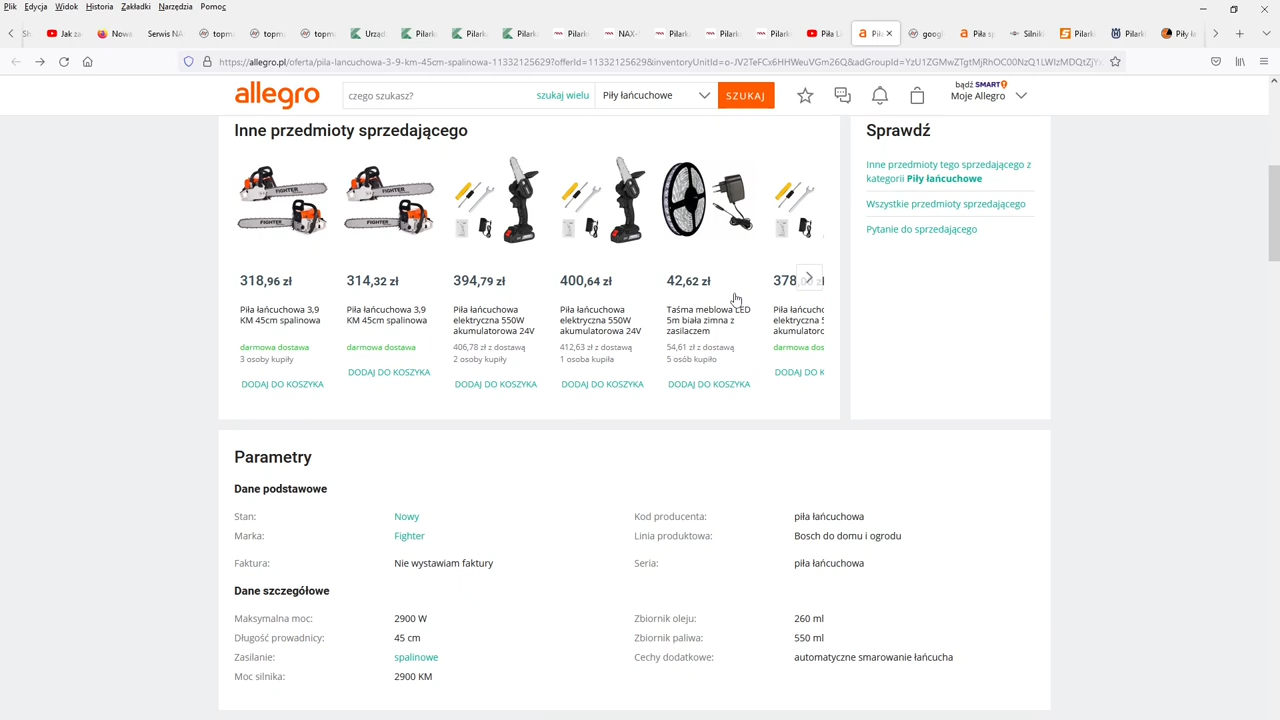 Plik Edycja Widok Historia Zakładki Narzędzia Pomoc
Jak za Nowa Serwis NA topm topm topm Urząd Pilark Pilark Pilark Pilark NAX- Pilark Pilark Pilark Piła Ł Piłx googl Piła sp Silniki Pilark Pilark Piły ła
https://allegro.pl/oferta/pila-lancuchowa-3-9-km-45cm-spalinowa-11332125629?offerId=11332125629&inventoryUnitId=o-JV2TeFCx6HHWeuVGm26Q&adGroupId=YzU1ZGMwZTgtMjRhOC00NzQ1LWIzMDQtZjY
allegro
czego szukasz?
szukaj wielu
Piły łańcuchowe
SZUKAJ
bądź SMART!
Moje Allegro
Inne przedmioty sprzedającego
FIGHTER
FIGHTER
FIGHTER
FIGHTER
318,96 zł
Piła łańcuchowa 3,9
KM 45cm spalinowa
darmowa dostawa
3 osoby kupiły
DODAJ DO KOSZYKA
314,32 zł
Piła łańcuchowa 3,9
KM 45cm spalinowa
darmowa dostawa
DODAJ DO KOSZYKA
394,79 zł
Piła łańcuchowa
elektryczna 550W
akumulatorowa 24V
406,78 zł z dostawą
2 osoby kupiły
DODAJ DO KOSZYKA
400,64 zł
Piła łańcuchowa
elektryczna 550W
akumulatorowa 24V
412,63 zł z dostawą
1 osoba kupiła
DODAJ DO KOSZYKA
42,62 zł
Taśma meblowa LED
5m biała zimna z
zasilaczem
54,61 zł z dostawą
5 osób kupiło
DODAJ DO KOSZYKA
378,00 zł
Piła łańcucho
elektryczna 5
akumulatoro
darmowa dos
DODAJ DO K
Sprawdź
Inne przedmioty tego sprzedającego z
kategorii Piły łańcuchowe
Wszystkie przedmioty sprzedającego
Pytanie do sprzedającego
Parametry
Dane podstawowe
Stan: Nowy
Kod producenta: piła łańcuchowa
Marka: Fighter
Linia produktowa: Bosch do domu i ogrodu
Faktura: Nie wystawiam faktury
Seria: piła łańcuchowa
Dane szczegółowe
Maksymalna moc: 2900 W
Zbiornik oleju: 260 ml
Długość prowadnicy: 45 cm
Zbiornik paliwa: 550 ml
Zasilanie: spalinowe
Cechy dodatkowe: automatyczne smarowanie łańcucha
Moc silnika: 2900 KM